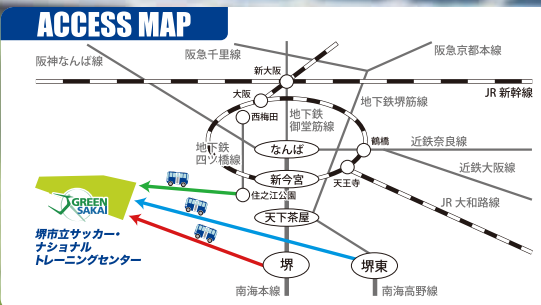 ACCESS MAP
阪急千里線
阪急京都本線
阪神なんば線
新大阪
JR 新幹線
大阪
地下鉄堺筋線
西梅田
地下鉄
御堂筋線
鶴橋
地下鉄
四ツ橋線
なんば
近鉄奈良線
近鉄大阪線
新今宮
天王寺
住之江公園
JR 大和路線
GREEN
SAKAI
天下茶屋
堺市立サッカー・
ナショナル
トレーニングセンター
堺
堺東
南海本線
南海高野線